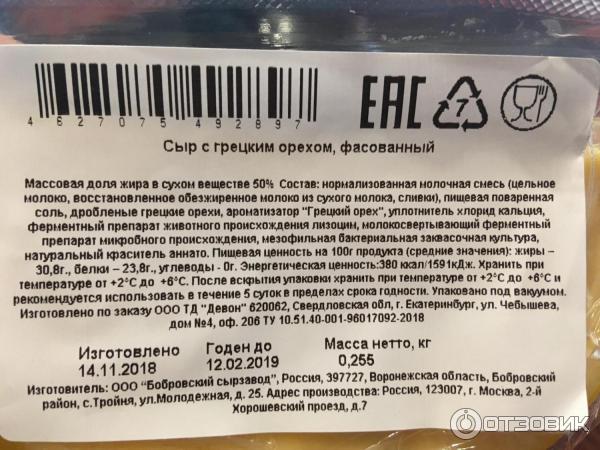 4627075492897
ЕАС
7
Сыр с грецким орехом, фасованный
Массовая доля жира в сухом веществе 50% Состав: нормализованная молочная смесь (цельное
молоко, восстановленное обезжиренное молоко из сухого молока, сливки), пищевая поваренная
соль, дробленые грецкие орехи, ароматизатор "Грецкий орех", уплотнитель хлорид кальция,
ферментный препарат животного происхождения лизоцим, молокосвертывающий ферментный
препарат микробного происхождения, мезофильная бактериальная заквасочная культура,
натуральный краситель аннато. Пищевая ценность на 100г продукта (средние значения): жиры –
30,8г., белки – 23,8г., углеводы - 0г. Энергетическая ценность:380 ккал/1591кДж. Хранить при
температуре от +2°С до +6°С. После вскрытия упаковки хранить при температуре от +2°С до +6°С и
рекомендуется использовать в течение 5 суток в пределах срока годности. Упаковано под вакуумом.
Изготовлено по заказу ООО ТД "Девон" 620062, Свердловская обл, г. Екатеринбург, ул. Чебышева,
дом №4, оф. 206 ТУ 10.51.40-001-96017092-2018
Изготовлено Годен до Масса нетто, кг
14.11.2018 12.02.2019 0,255
Изготовитель: ООО "Бобровский сырзавод", Россия, 397727, Воронежская область, Бобровский
район, с.Тройня, ул.Молодежная, д. 25. Адрес производства: Россия, 123007, г. Москва, 2-й
Хорошевский проезд, д.7
ОТЗОВИК